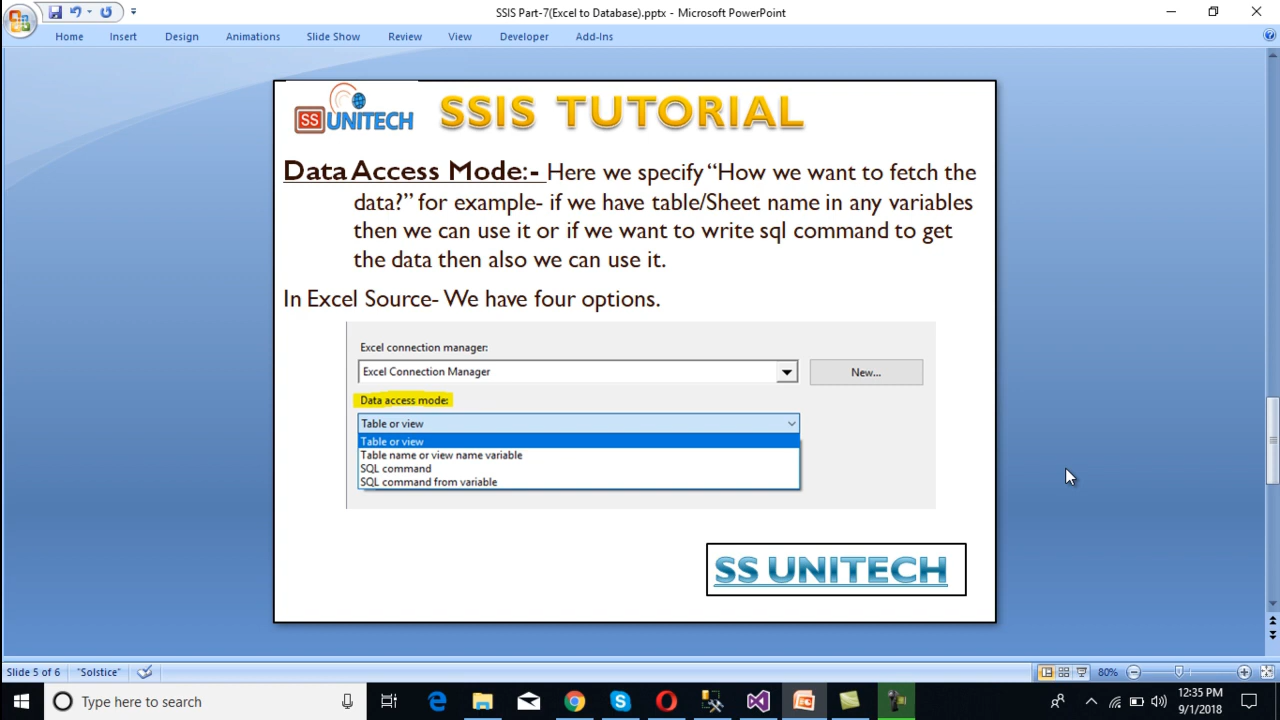 SSIS Part-7(Excel to Database).pptx - Microsoft PowerPoint
Home Insert Design Animations Slide Show Review View Developer Add-Ins
SS UNITECH
SSIS TUTORIAL
Data Access Mode:- Here we specify “How we want to fetch the
data?” for example- if we have table/Sheet name in any variables
then we can use it or if we want to write sql command to get
the data then also we can use it.
In Excel Source- We have four options.
Excel connection manager:
Excel Connection Manager
New...
Data access mode:
Table or view
Table or view
Table name or view name variable
SQL command
SQL command from variable
SS UNITECH
Slide 5 of 6 "Solstice" 80%
Type here to search
12:35 PM
9/1/2018